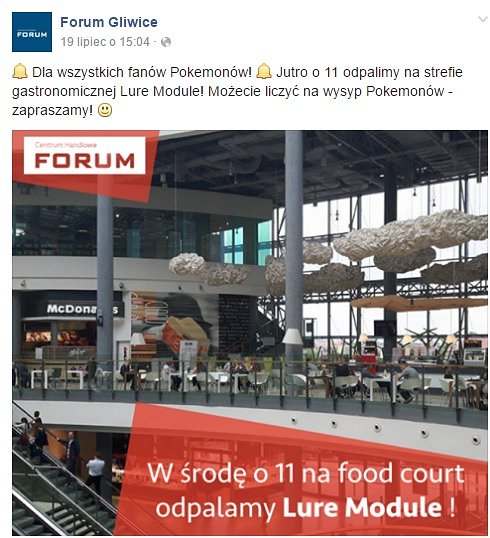 Forum Gliwice
19 lipiec o 15:04
Dla wszystkich fanów Pokemonów! Jutro o 11 odpalimy na strefie
gastronomicznej Lure Module! Możecie liczyć na wysyp Pokemonów -
zapraszamy!
FORUM
Centrum Handlowe
FORUM
McDonald's
W środę o 11 na food court
odpalamy Lure Module !